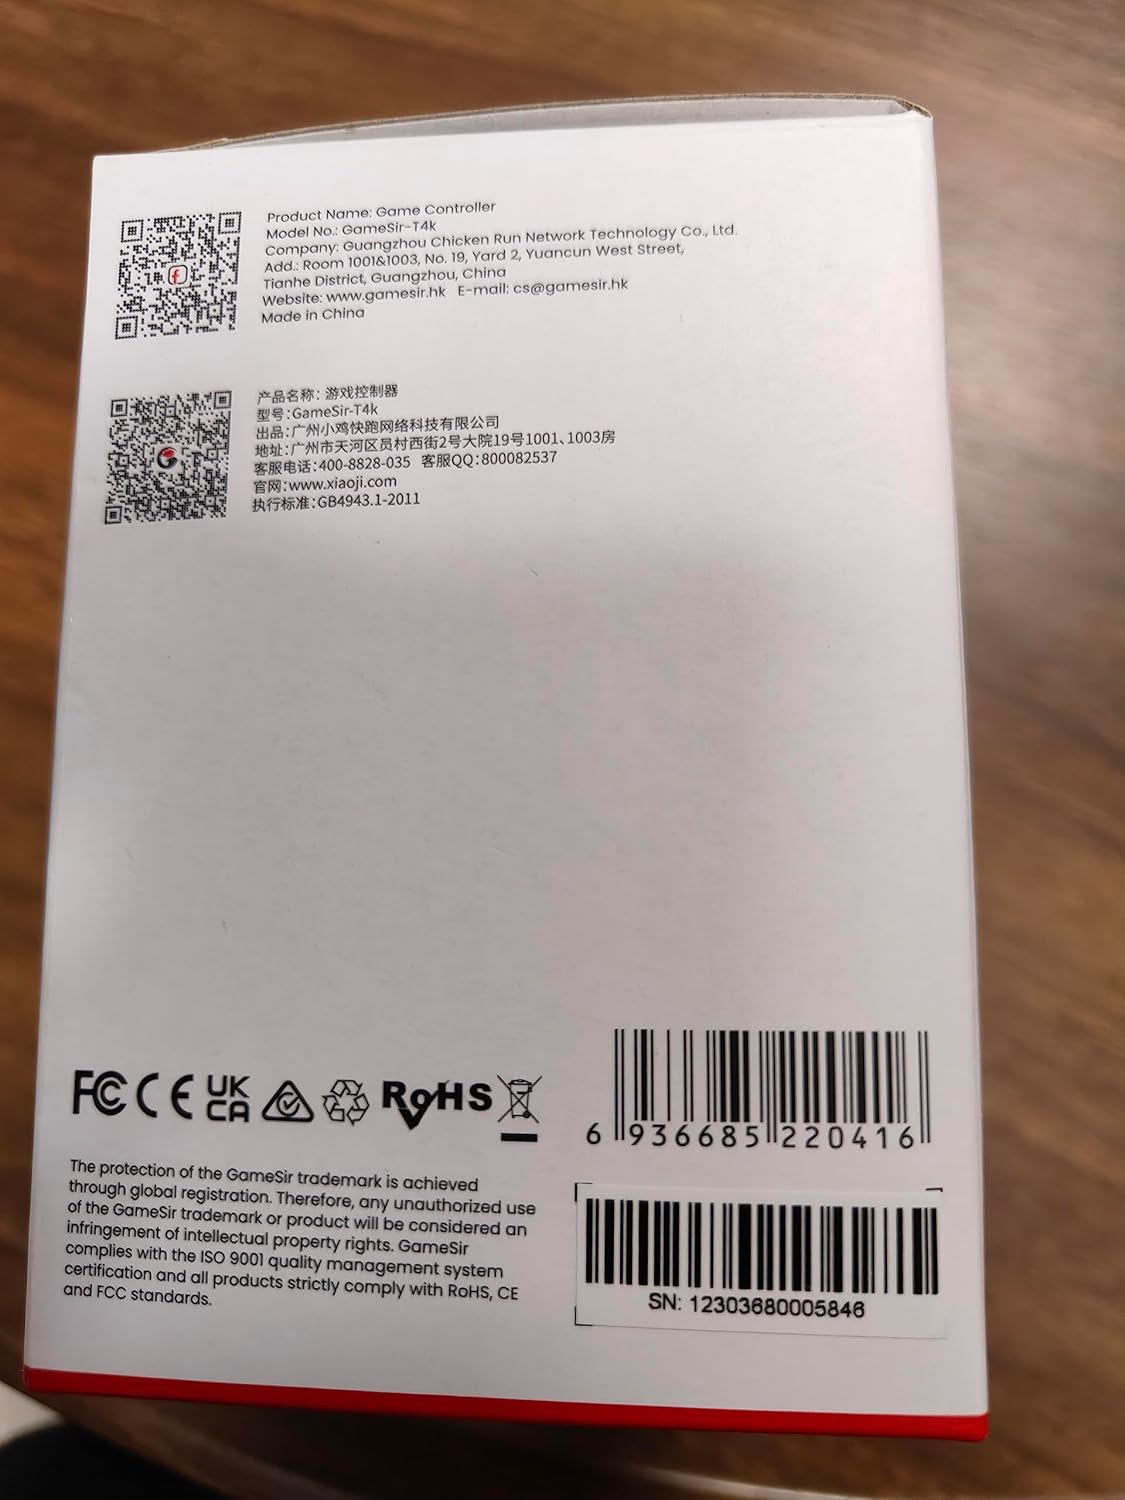 Product Name: Game Controller
Model No.: GameSir-T4k
Company: Guangzhou Chicken Run Network Technology Co., Ltd.
Add.: Room 1001&1003, No. 19, Yard 2, Yuancun West Street,
Tianhe District, Guangzhou, China
Website: www.gamesir.hk E-mail: cs@gamesir.hk
Made in China
产品名称：游戏控制器
型号:GameSir-T4k
出品:广州小鸡快跑网络科技有限公司
地址:广州市天河区员村西街2号大院19号1001、1003房
客服电话:400-8828-035 客服QQ:800082537
官网:www.xiaoji.com
执行标准:GB4943.1-2011
FC CE UK CA RoHS
6 936685 220416
The protection of the GameSir trademark is achieved
through global registration. Therefore, any unauthorized use
of the GameSir trademark or product will be considered an
infringement of intellectual property rights. GameSir
complies with the ISO 9001 quality management system
certification and all products strictly comply with RoHS, CE
and FCC standards.
SN: 12303680005846